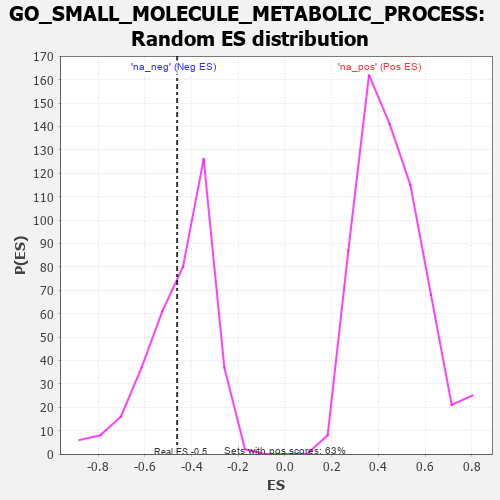 GO_SMALL_MOLECULE_METABOLIC_PROCESS:
Random ES distribution
'na_neg' (Neg ES)
'na_pos' (Pos ES)
170
160
150
140
130
120
110
100
90
80
70
60
50
40
30
20
10
0
P(ES)
Real ES -0.5
Sets with pos scores: 63%
-0.8 -0.6 -0.4 -0.2 0.0 0.2 0.4 0.6 0.8
ES